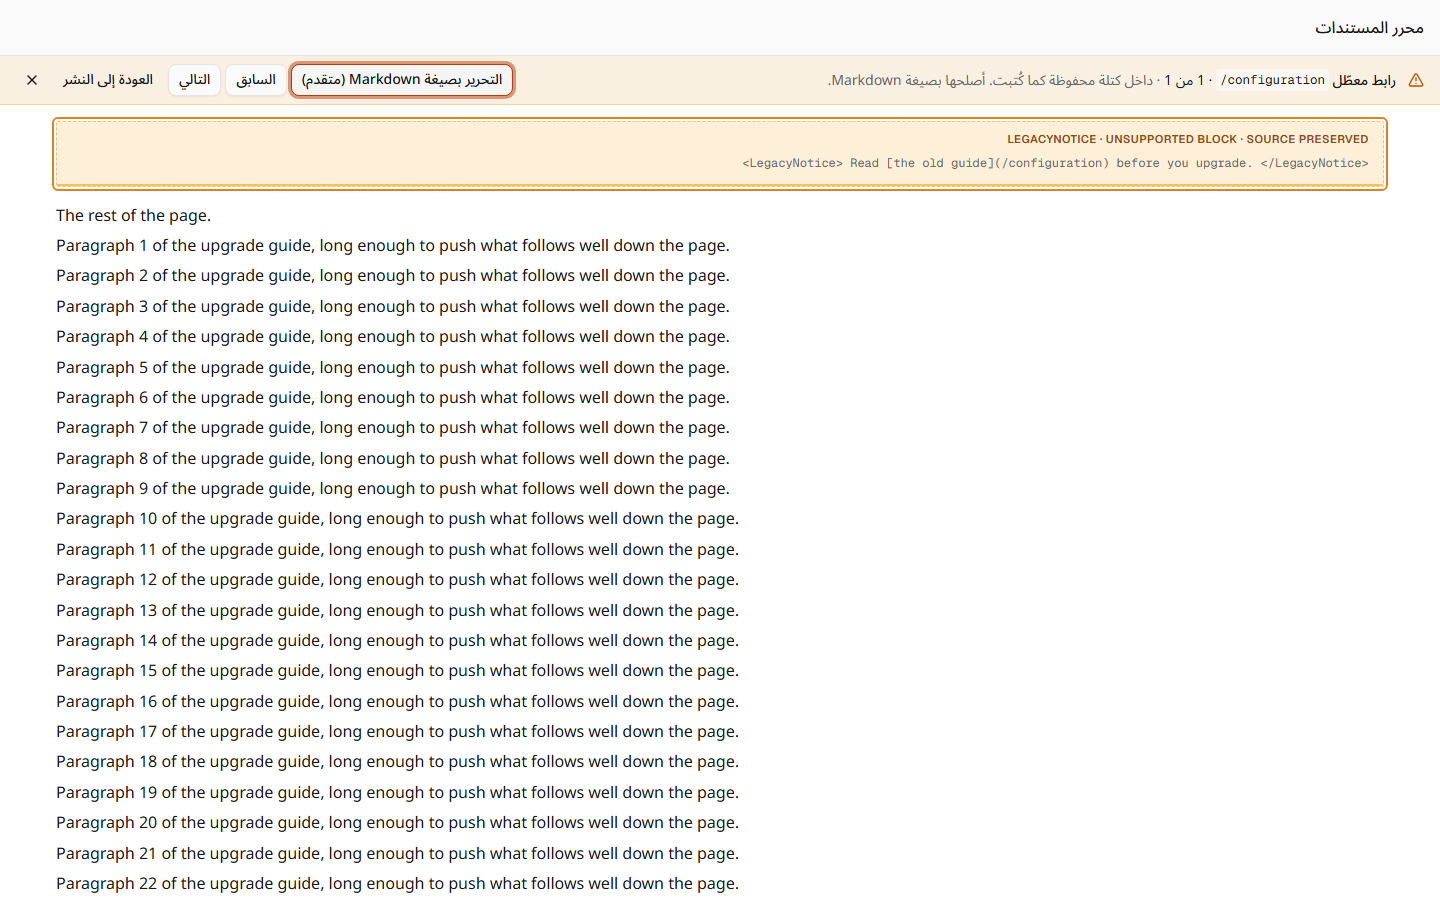 محرر المستندات
رابط معطّل /configuration · 1 من 1 · داخل كتلة محفوظة كما كُتبت. أصلحها بصيغة Markdown.
التحرير بصيغة Markdown (متقدم)
السابق
التالي
العودة إلى النشر
LEGACYNOTICE · UNSUPPORTED BLOCK · SOURCE PRESERVED
<LegacyNotice> Read [the old guide](/configuration) before you upgrade. </LegacyNotice>
The rest of the page.
Paragraph 1 of the upgrade guide, long enough to push what follows well down the page.
Paragraph 2 of the upgrade guide, long enough to push what follows well down the page.
Paragraph 3 of the upgrade guide, long enough to push what follows well down the page.
Paragraph 4 of the upgrade guide, long enough to push what follows well down the page.
Paragraph 5 of the upgrade guide, long enough to push what follows well down the page.
Paragraph 6 of the upgrade guide, long enough to push what follows well down the page.
Paragraph 7 of the upgrade guide, long enough to push what follows well down the page.
Paragraph 8 of the upgrade guide, long enough to push what follows well down the page.
Paragraph 9 of the upgrade guide, long enough to push what follows well down the page.
Paragraph 10 of the upgrade guide, long enough to push what follows well down the page.
Paragraph 11 of the upgrade guide, long enough to push what follows well down the page.
Paragraph 12 of the upgrade guide, long enough to push what follows well down the page.
Paragraph 13 of the upgrade guide, long enough to push what follows well down the page.
Paragraph 14 of the upgrade guide, long enough to push what follows well down the page.
Paragraph 15 of the upgrade guide, long enough to push what follows well down the page.
Paragraph 16 of the upgrade guide, long enough to push what follows well down the page.
Paragraph 17 of the upgrade guide, long enough to push what follows well down the page.
Paragraph 18 of the upgrade guide, long enough to push what follows well down the page.
Paragraph 19 of the upgrade guide, long enough to push what follows well down the page.
Paragraph 20 of the upgrade guide, long enough to push what follows well down the page.
Paragraph 21 of the upgrade guide, long enough to push what follows well down the page.
Paragraph 22 of the upgrade guide, long enough to push what follows well down the page.